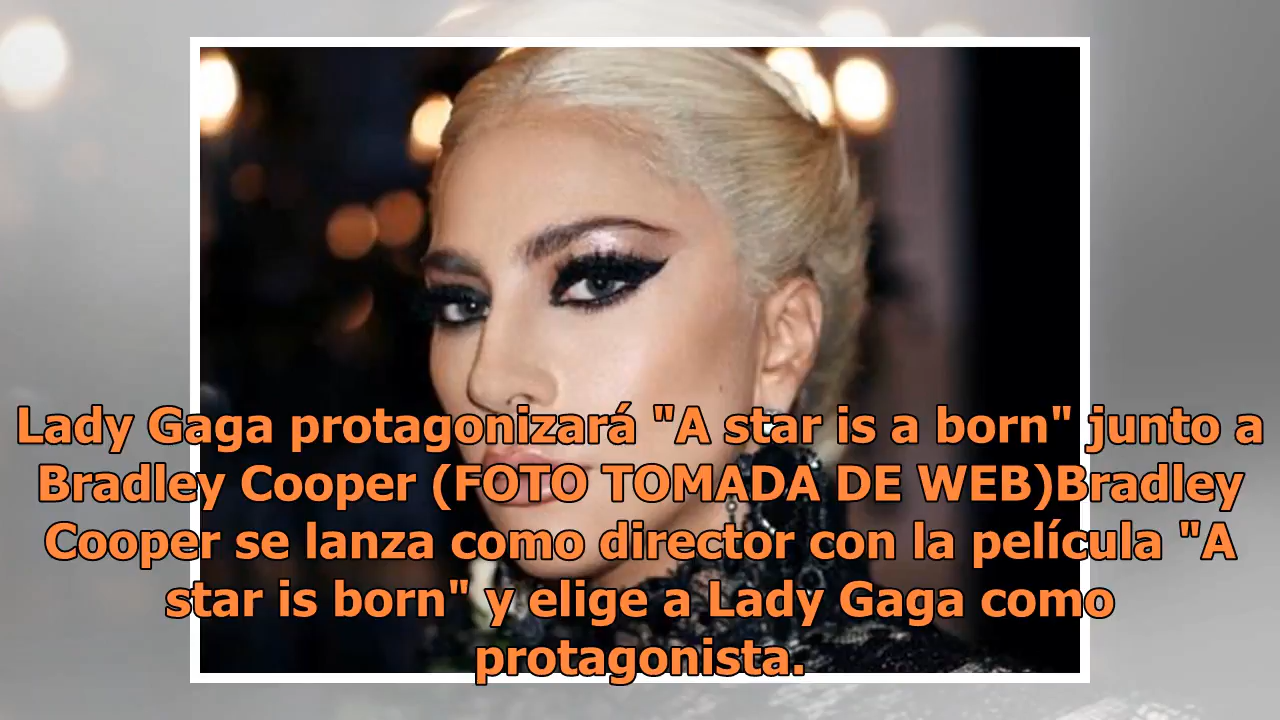 Lady Gaga protagonizará "A star is a born" junto a
Bradley Cooper (FOTO TOMADA DE WEB)Bradley
Cooper se lanza como director con la película "A
star is born" y elige a Lady Gaga como
protagonista.